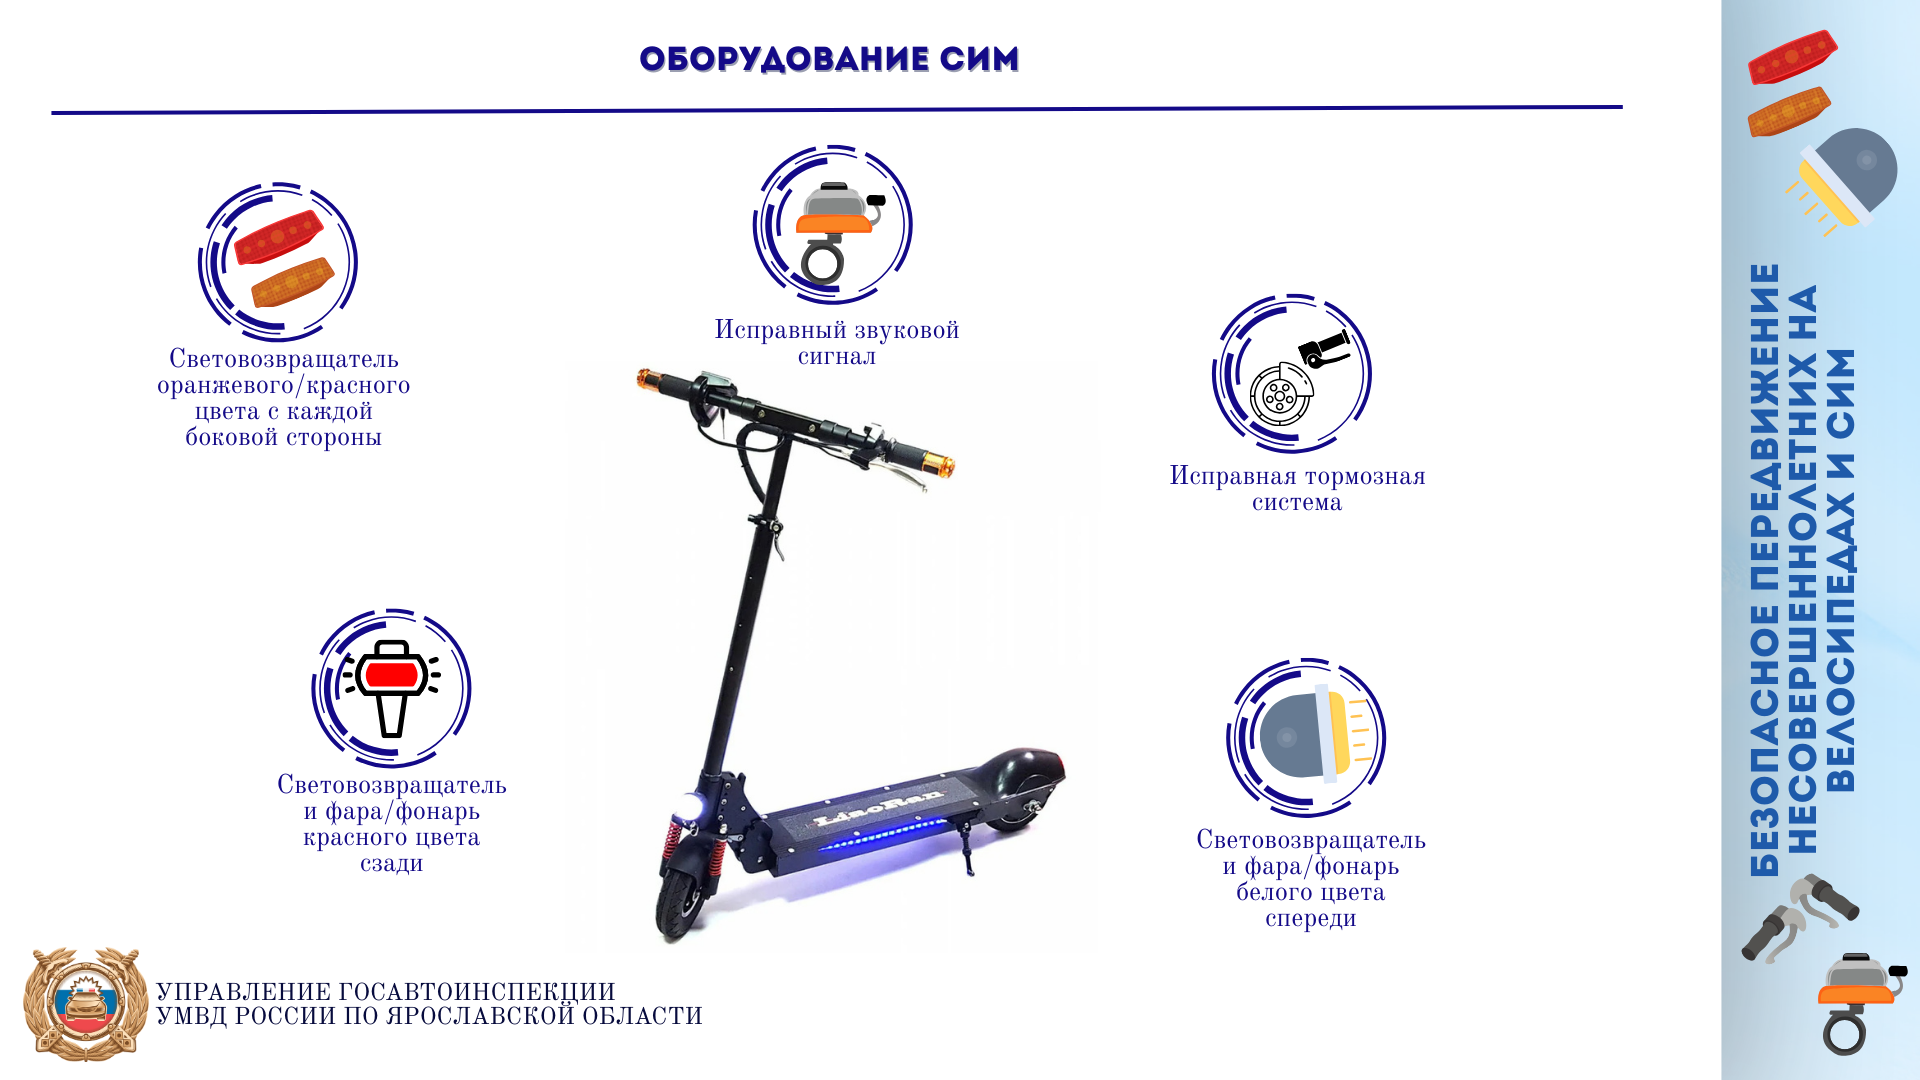 ОБОРУДОВАНИЕ СИМ
Световозвращатель
оранжевого/красного
цвета с каждой
боковой стороны
Исправный звуковой
сигнал
Исправная тормозная
система
Световозвращатель
и фара/фонарь
красного цвета
сзади
Световозвращатель
и фара/фонарь
белого цвета
спереди
УПРАВЛЕНИЕ ГОСАВТОИНСПЕКЦИИ
УМВД РОССИИ ПО ЯРОСЛАВСКОЙ ОБЛАСТИ
БЕЗОПАСНОЕ ПЕРЕДВИЖЕНИЕ
НЕСОВЕРШЕННОЛЕТНИХ НА
ВЕЛОСИПЕДАХ И СИМ